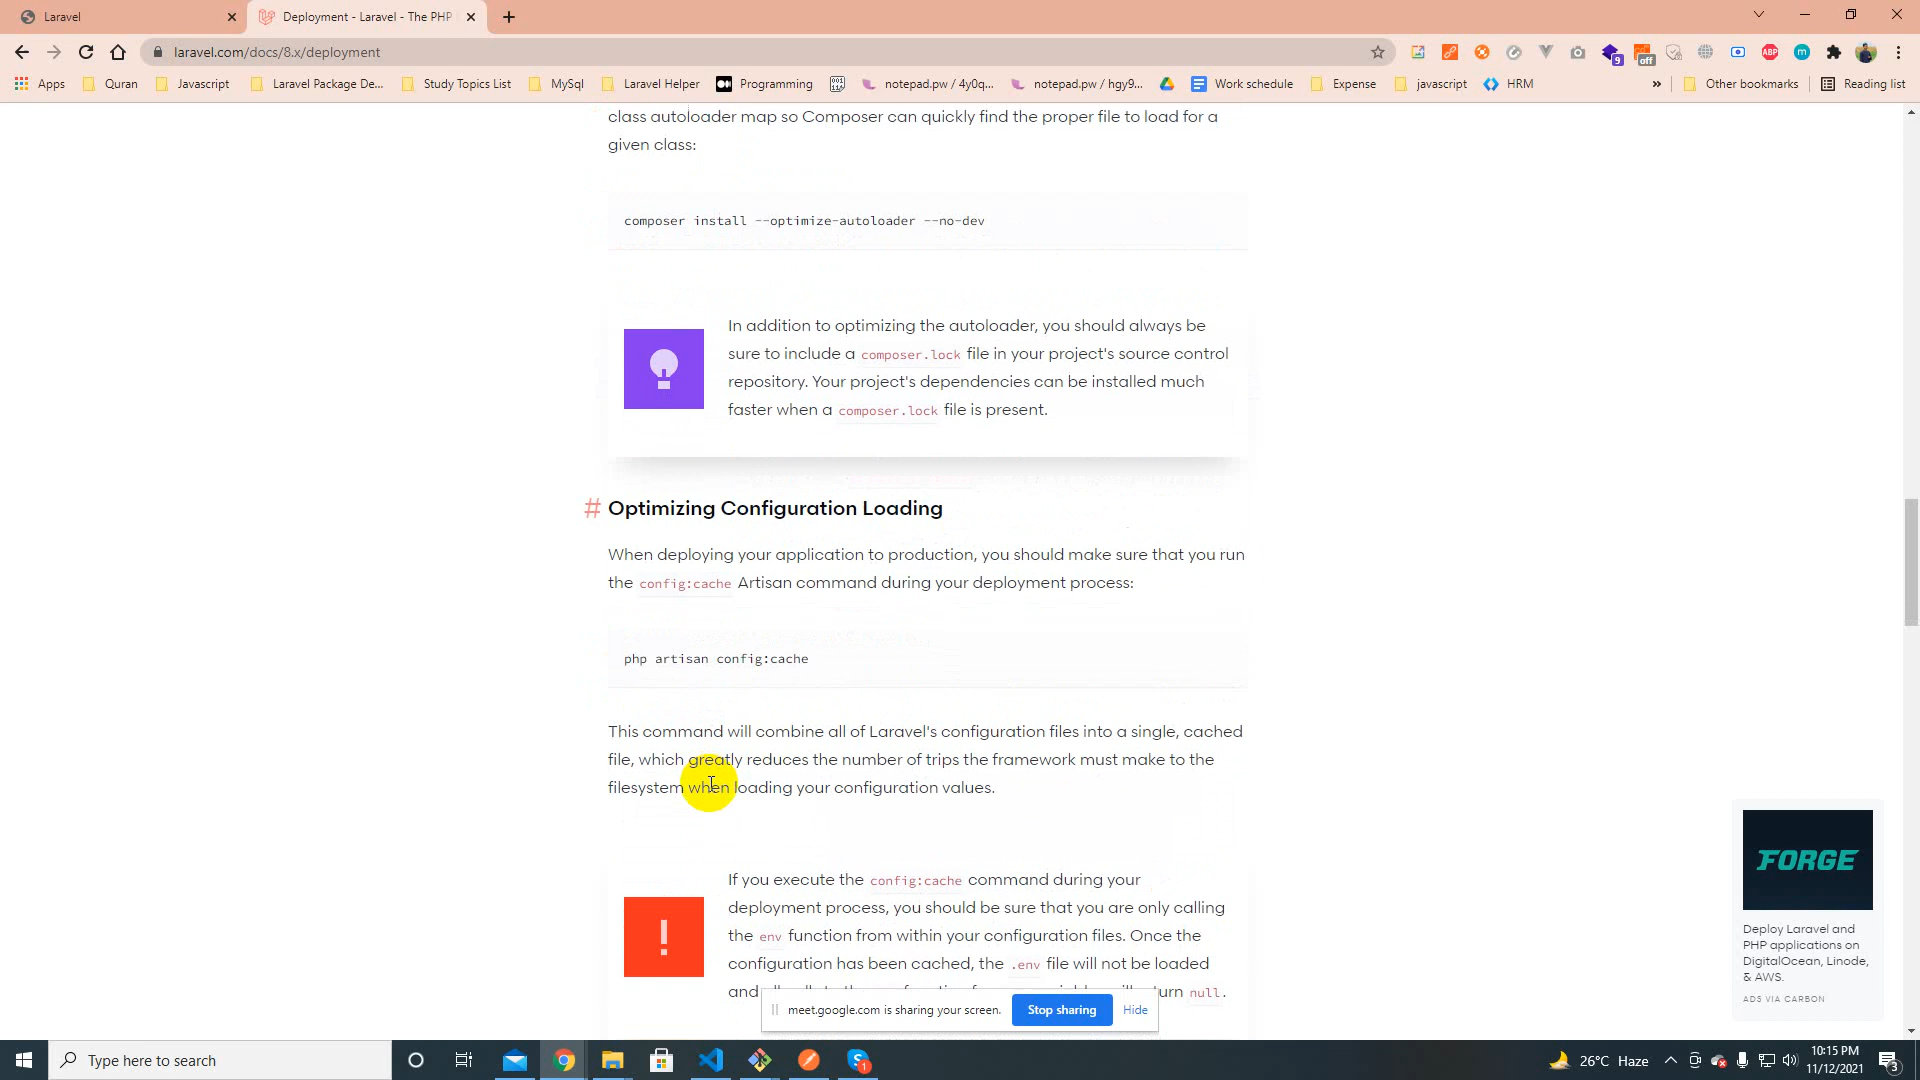 Laravel
Deployment - Laravel - The PHP
laravel.com/docs/8.x/deployment
9
off
ABP
m
Apps
Quran
Javascript
Laravel Package De...
Study Topics List
MySql
Laravel Helper
Programming
notepad.pw / 4y0q...
notepad.pw / hgy9...
Work schedule
Expense
javascript
HRM
»
Other bookmarks
Reading list
class autoloader map so Composer can quickly find the proper file to load for a
given class:
composer install --optimize-autoloader --no-dev
In addition to optimizing the autoloader, you should always be
sure to include a composer.lock file in your project's source control
repository. Your project's dependencies can be installed much
faster when a composer.lock file is present.
# Optimizing Configuration Loading
When deploying your application to production, you should make sure that you run
the config:cache Artisan command during your deployment process:
php artisan config:cache
This command will combine all of Laravel's configuration files into a single, cached
file, which greatly reduces the number of trips the framework must make to the
filesystem when loading your configuration values.
!
If you execute the config:cache command during your
deployment process, you should be sure that you are only calling
the env function from within your configuration files. Once the
configuration has been cached, the .env file will not be loaded
and null.
FORGE
Deploy Laravel and
PHP applications on
DigitalOcean, Linode,
& AWS.
ADS VIA CARBON
meet.google.com is sharing your screen.
Stop sharing
Hide
Type here to search
1
26°C Haze
10:15 PM
11/12/2021
3